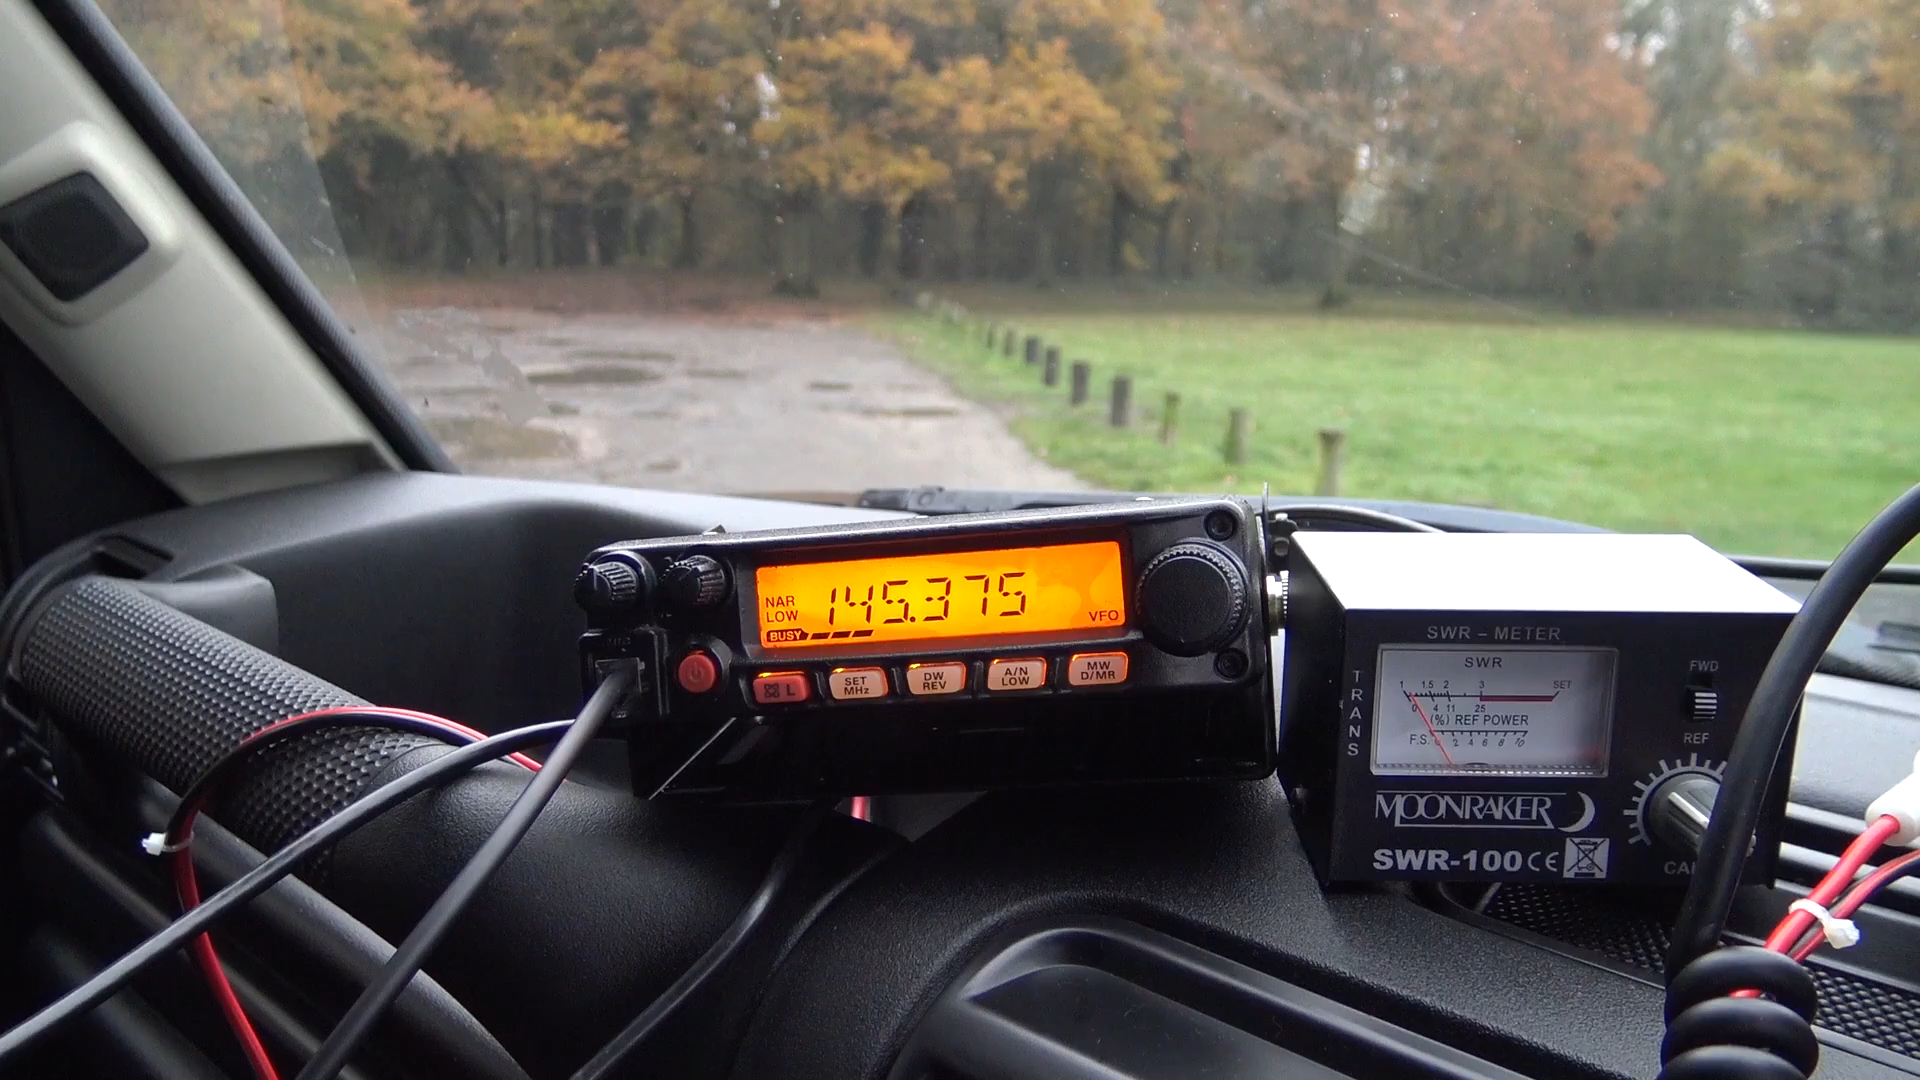 NAR
LOW
145.375
BUSY
VFO
L
SET
MHz
DW
REV
A/N
LOW
MW
D/MR
SWR – METER
TRANS
SWR
1 1.5 2 3 SET
0 4 11 25
(%) REF POWER
F.S. 0 2 4 6 8 10
FWD
REF
MOONRAKER
SWR-100 CE